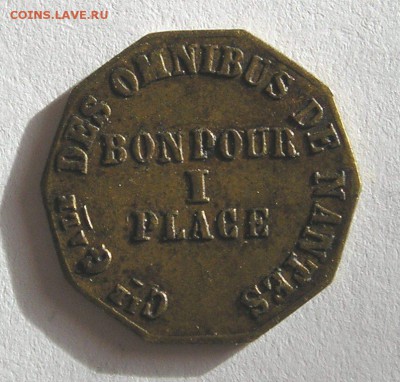 COINS.LAVE.RU
CIE GALE DES OMNIBUS DE NANTES
BON POUR
1
PLACE